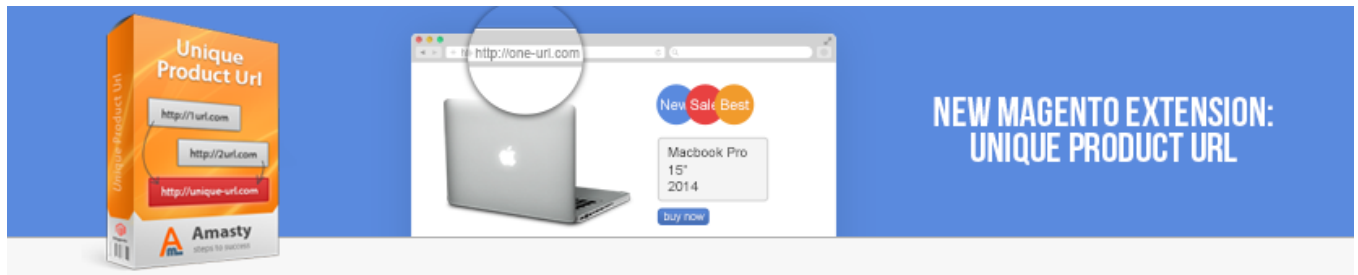 Unique
Product Url
Unique Product Url
http://1url.com
http://2url.com
http://unique-url.com
Amasty
steps to success
http://one-url.com
New
Sale
Best
Macbook Pro
15"
2014
buy now
NEW MAGENTO EXTENSION:
UNIQUE PRODUCT URL